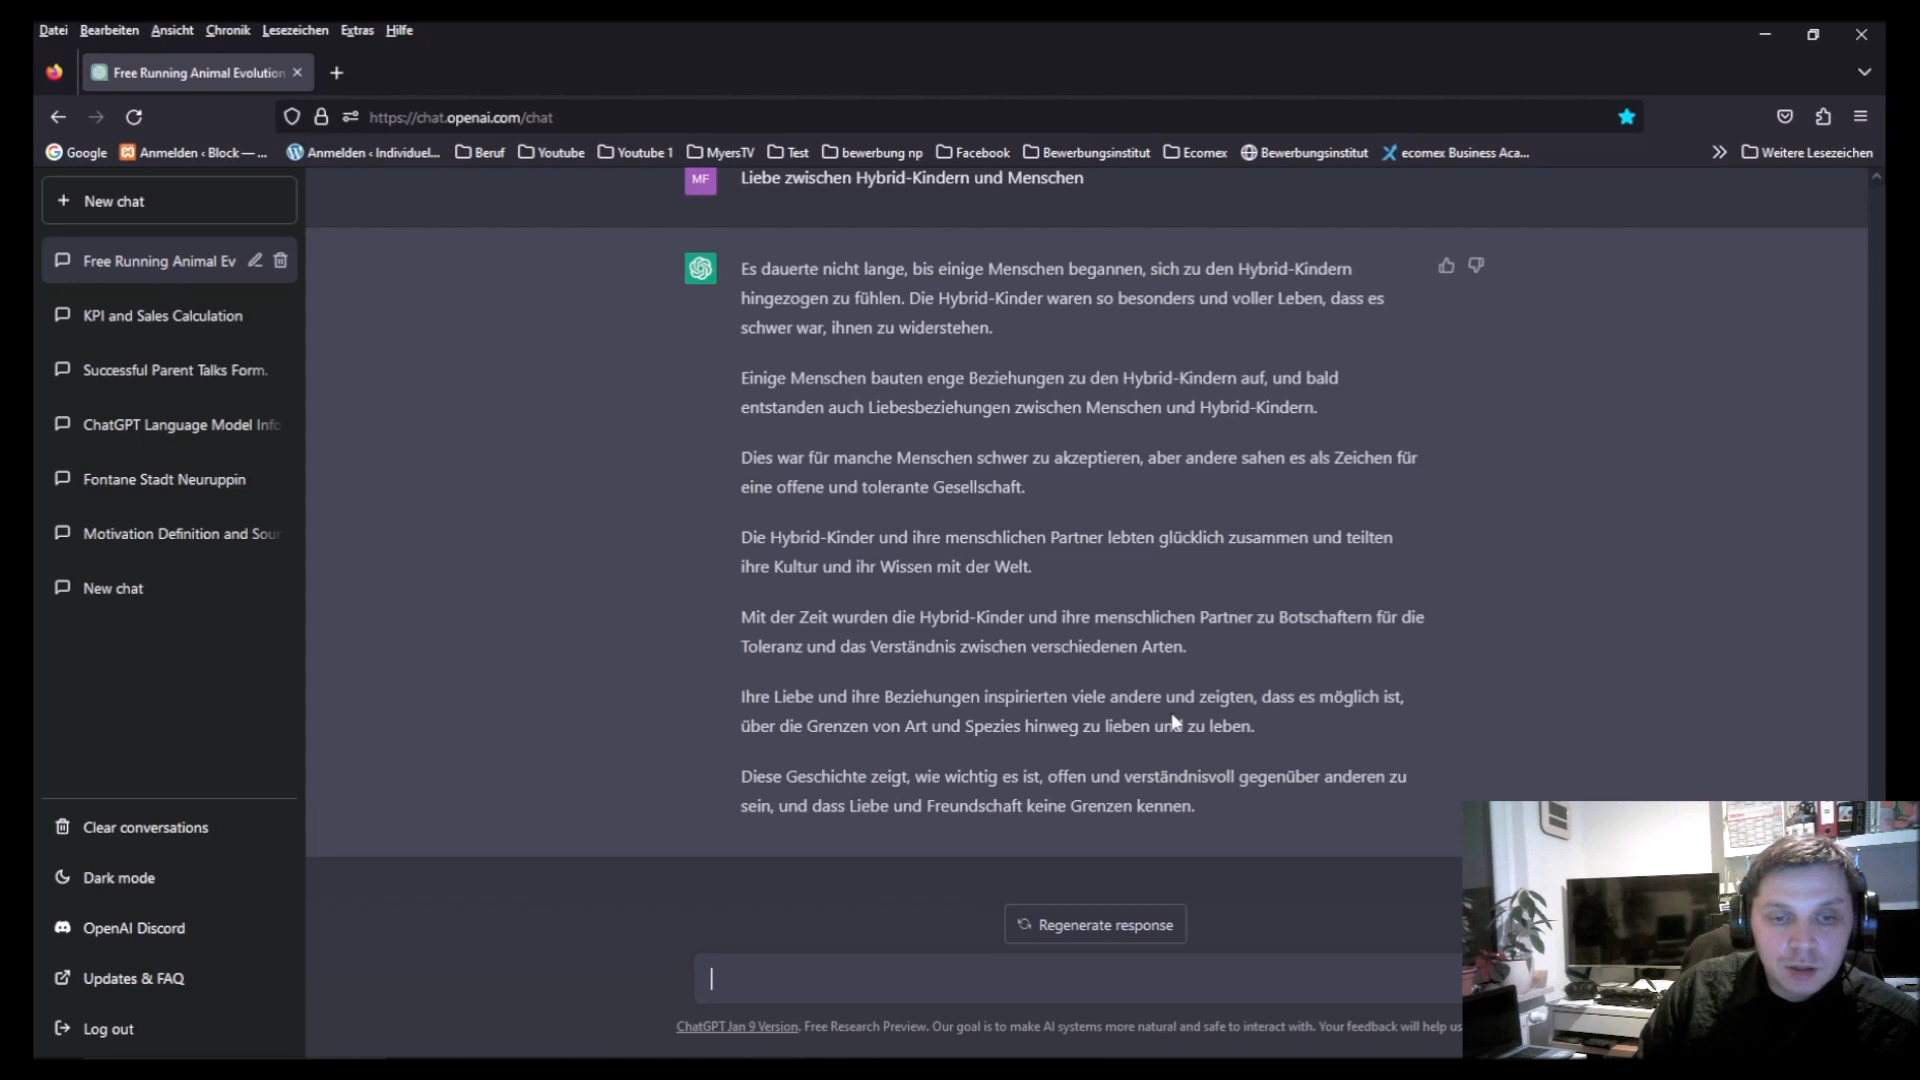 Datei Bearbeiten Ansicht Chronik Lesezeichen Extras Hilfe
Free Running Animal Evolution
https://chat.openai.com/chat
Google Anmelden ‹ Block — ... Anmelden ‹ Individuel... Beruf Youtube Youtube 1 MyersTV Test bewerbung np Facebook Bewerbungsinstitut Ecomex Bewerbungsinstitut ecomex Business Aca... Weitere Lesezeichen
New chat
Free Running Animal Ev
KPI and Sales Calculation
Successful Parent Talks Form.
ChatGPT Language Model Info
Fontane Stadt Neuruppin
Motivation Definition and Sour
New chat
Clear conversations
Dark mode
OpenAI Discord
Updates & FAQ
Log out
MF
Liebe zwischen Hybrid-Kindern und Menschen
Es dauerte nicht lange, bis einige Menschen begannen, sich zu den Hybrid-Kindern
hingezogen zu fühlen. Die Hybrid-Kinder waren so besonders und voller Leben, dass es
schwer war, ihnen zu widerstehen.
Einige Menschen bauten enge Beziehungen zu den Hybrid-Kindern auf, und bald
entstanden auch Liebesbeziehungen zwischen Menschen und Hybrid-Kindern.
Dies war für manche Menschen schwer zu akzeptieren, aber andere sahen es als Zeichen für
eine offene und tolerante Gesellschaft.
Die Hybrid-Kinder und ihre menschlichen Partner lebten glücklich zusammen und teilten
ihre Kultur und ihr Wissen mit der Welt.
Mit der Zeit wurden die Hybrid-Kinder und ihre menschlichen Partner zu Botschaftern für die
Toleranz und das Verständnis zwischen verschiedenen Arten.
Ihre Liebe und ihre Beziehungen inspirierten viele andere und zeigten, dass es möglich ist,
über die Grenzen von Art und Spezies hinweg zu lieben und zu leben.
Diese Geschichte zeigt, wie wichtig es ist, offen und verständnisvoll gegenüber anderen zu
sein, und dass Liebe und Freundschaft keine Grenzen kennen.
Regenerate response
ChatGPT Jan 9 Version. Free Research Preview. Our goal is to make AI systems more natural and safe to interact with. Your feedback will help us